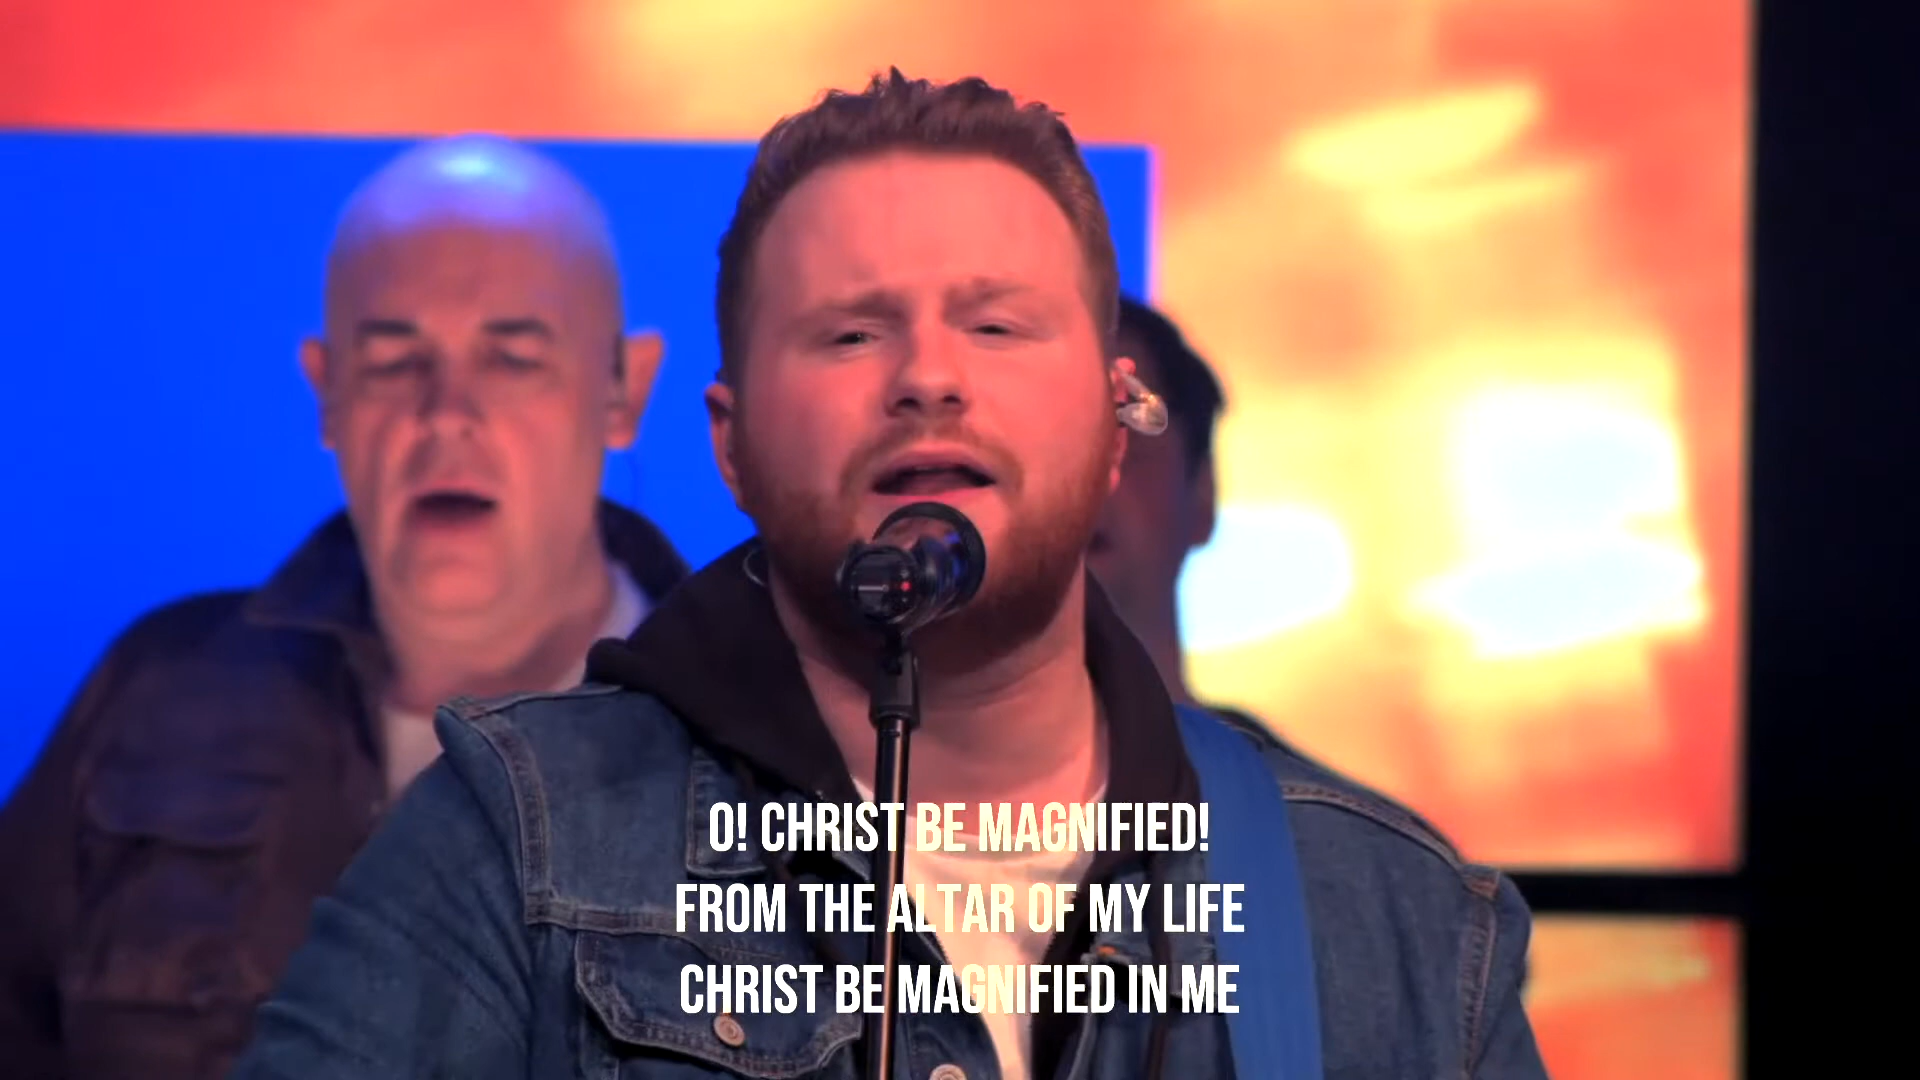 O! CHRIST BE MAGNIFIED!
FROM THE ALTAR OF MY LIFE
CHRIST BE MAGNIFIED IN ME